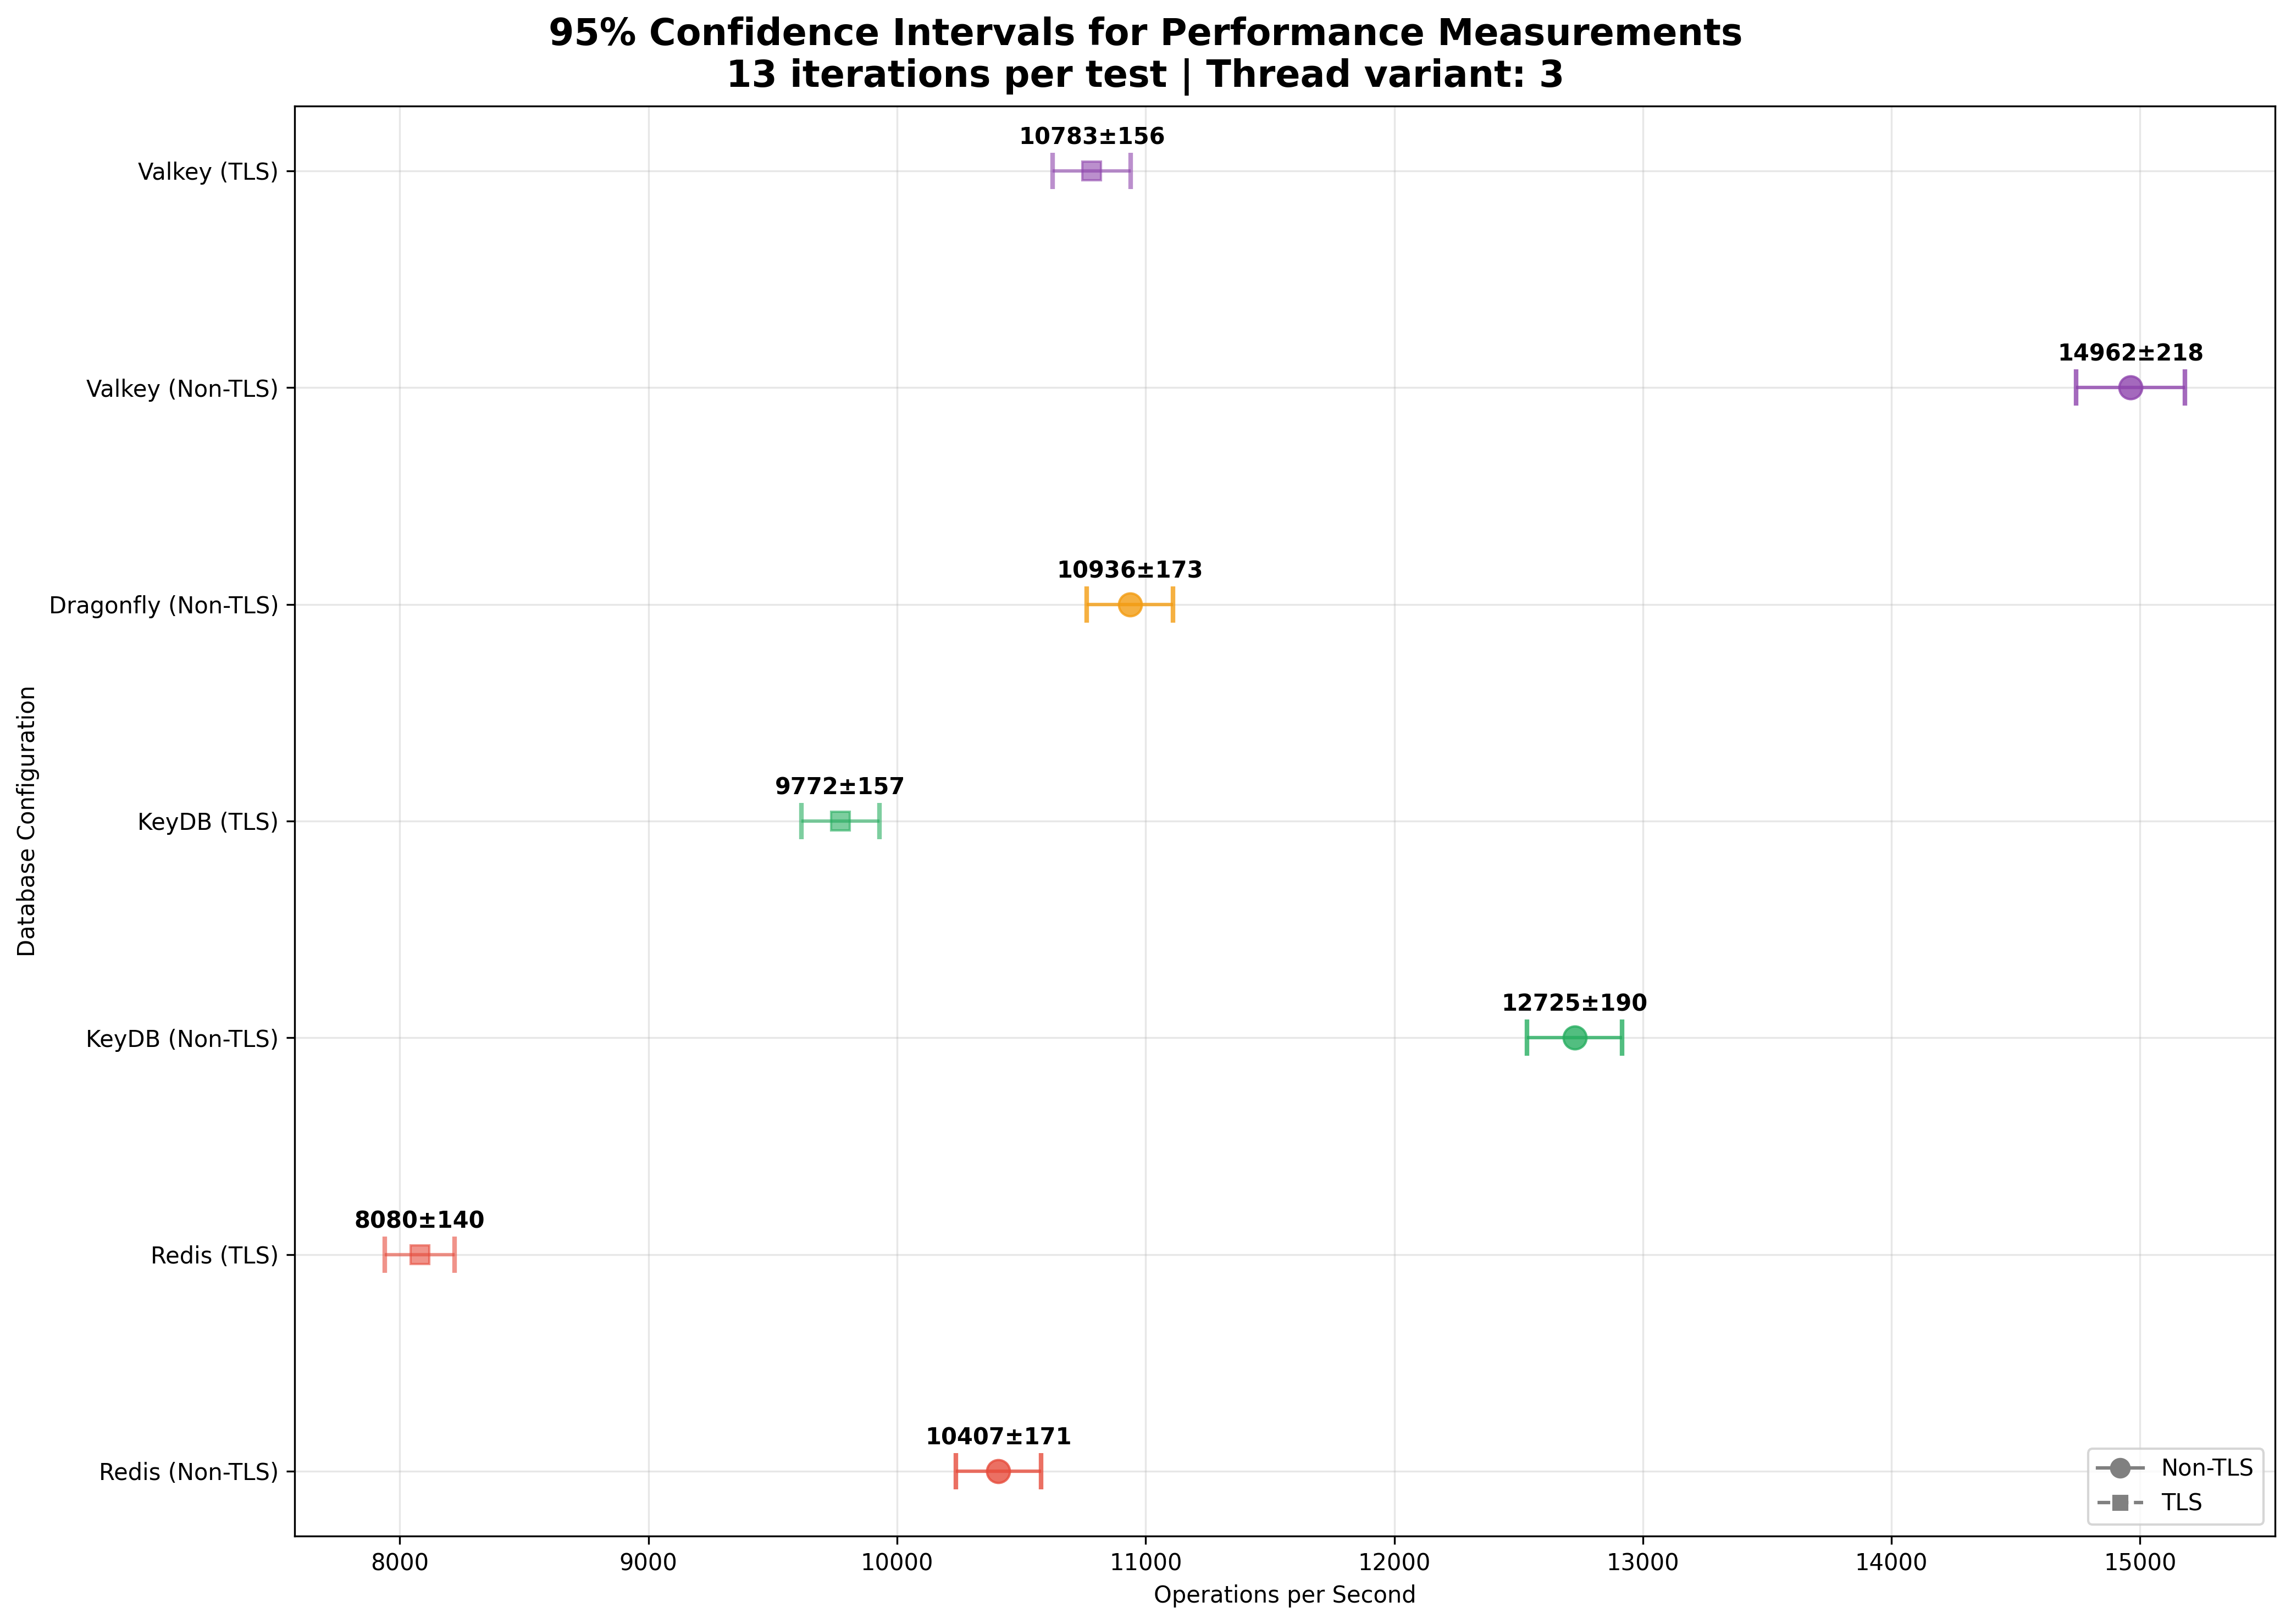 95% Confidence Intervals for Performance Measurements
13 iterations per test | Thread variant: 3
Valkey (TLS)
10783±156
Valkey (Non-TLS)
14962±218
Dragonfly (Non-TLS)
10936±173
KeyDB (TLS)
9772±157
KeyDB (Non-TLS)
12725±190
Redis (TLS)
8080±140
Redis (Non-TLS)
10407±171
Database Configuration
Non-TLS
TLS
8000 9000 10000 11000 12000 13000 14000 15000
Operations per Second